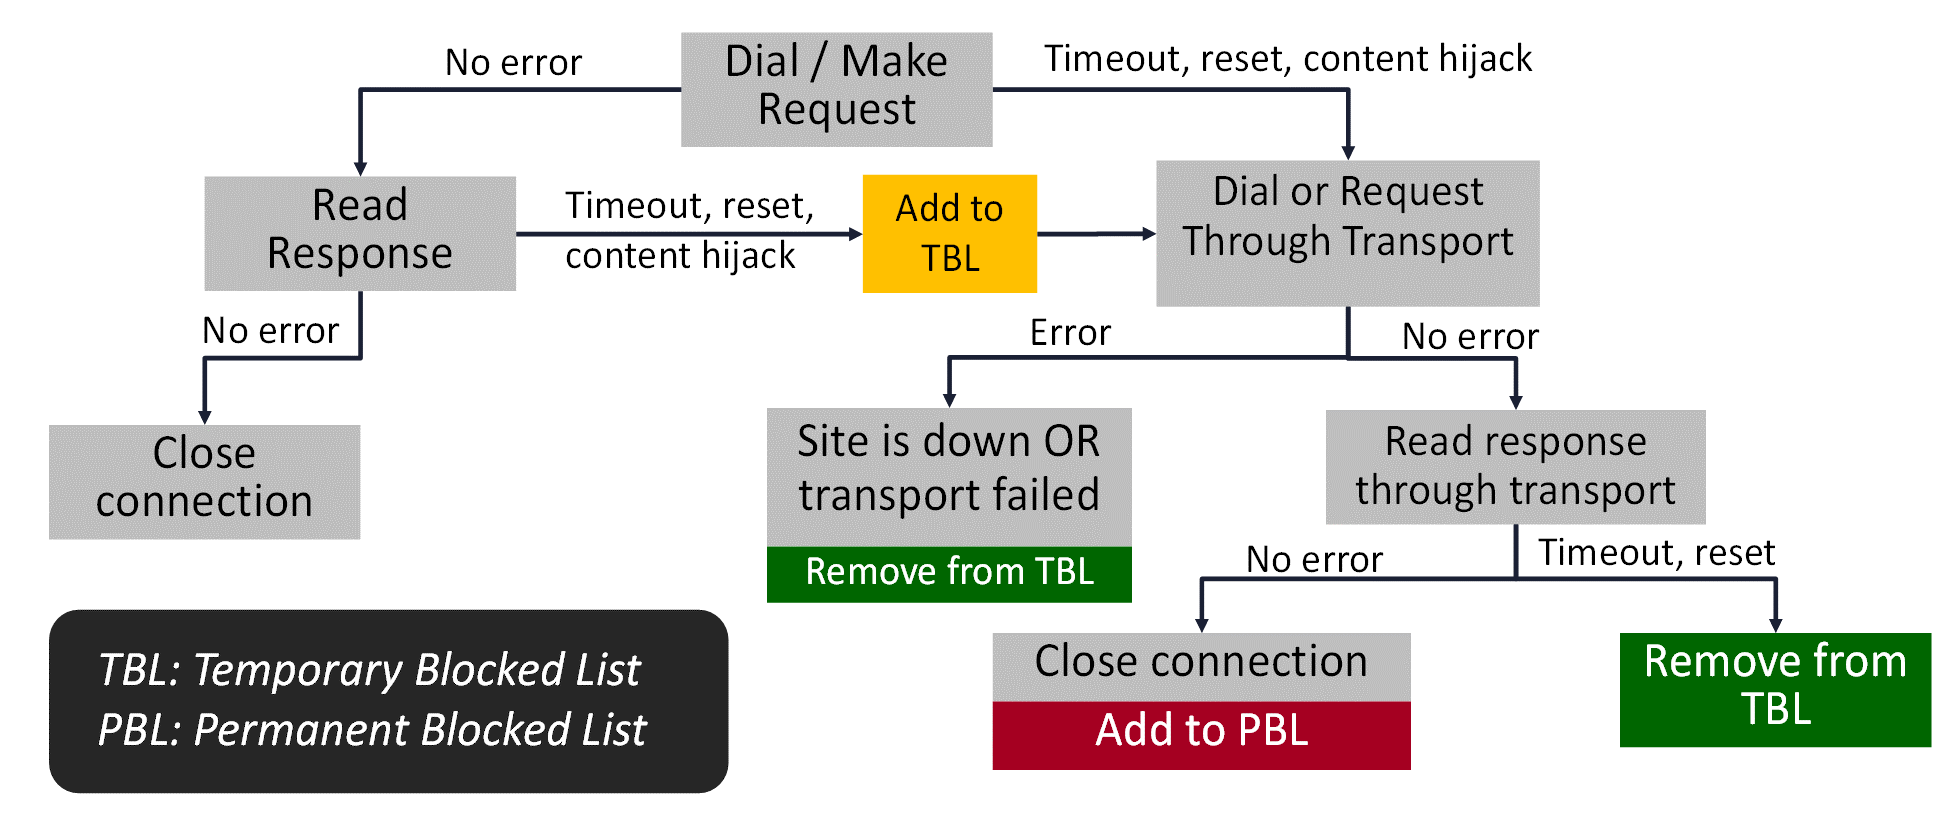 No error
Dial / Make
Request
Timeout, reset, content hijack
Read
Response
Timeout, reset,
content hijack
Add to
TBL
Dial or Request
Through Transport
No error
Error
No error
Close
connection
Site is down OR
transport failed
Remove from TBL
Read response
through transport
No error
Timeout, reset
Close connection
Add to PBL
Remove from
TBL
TBL: Temporary Blocked List
PBL: Permanent Blocked List